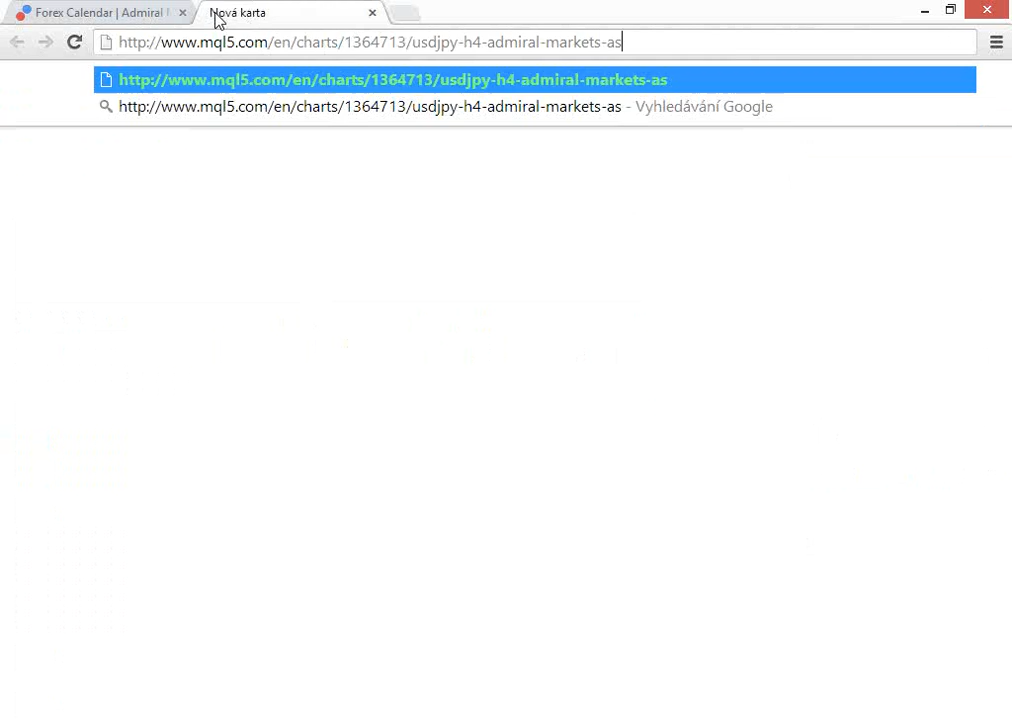 Forex Calendar | Admiral
Nová karta
http://www.mql5.com/en/charts/1364713/usdjpy-h4-admiral-markets-as
http://www.mql5.com/en/charts/1364713/usdjpy-h4-admiral-markets-as
http://www.mql5.com/en/charts/1364713/usdjpy-h4-admiral-markets-as - Vyhledávání Google